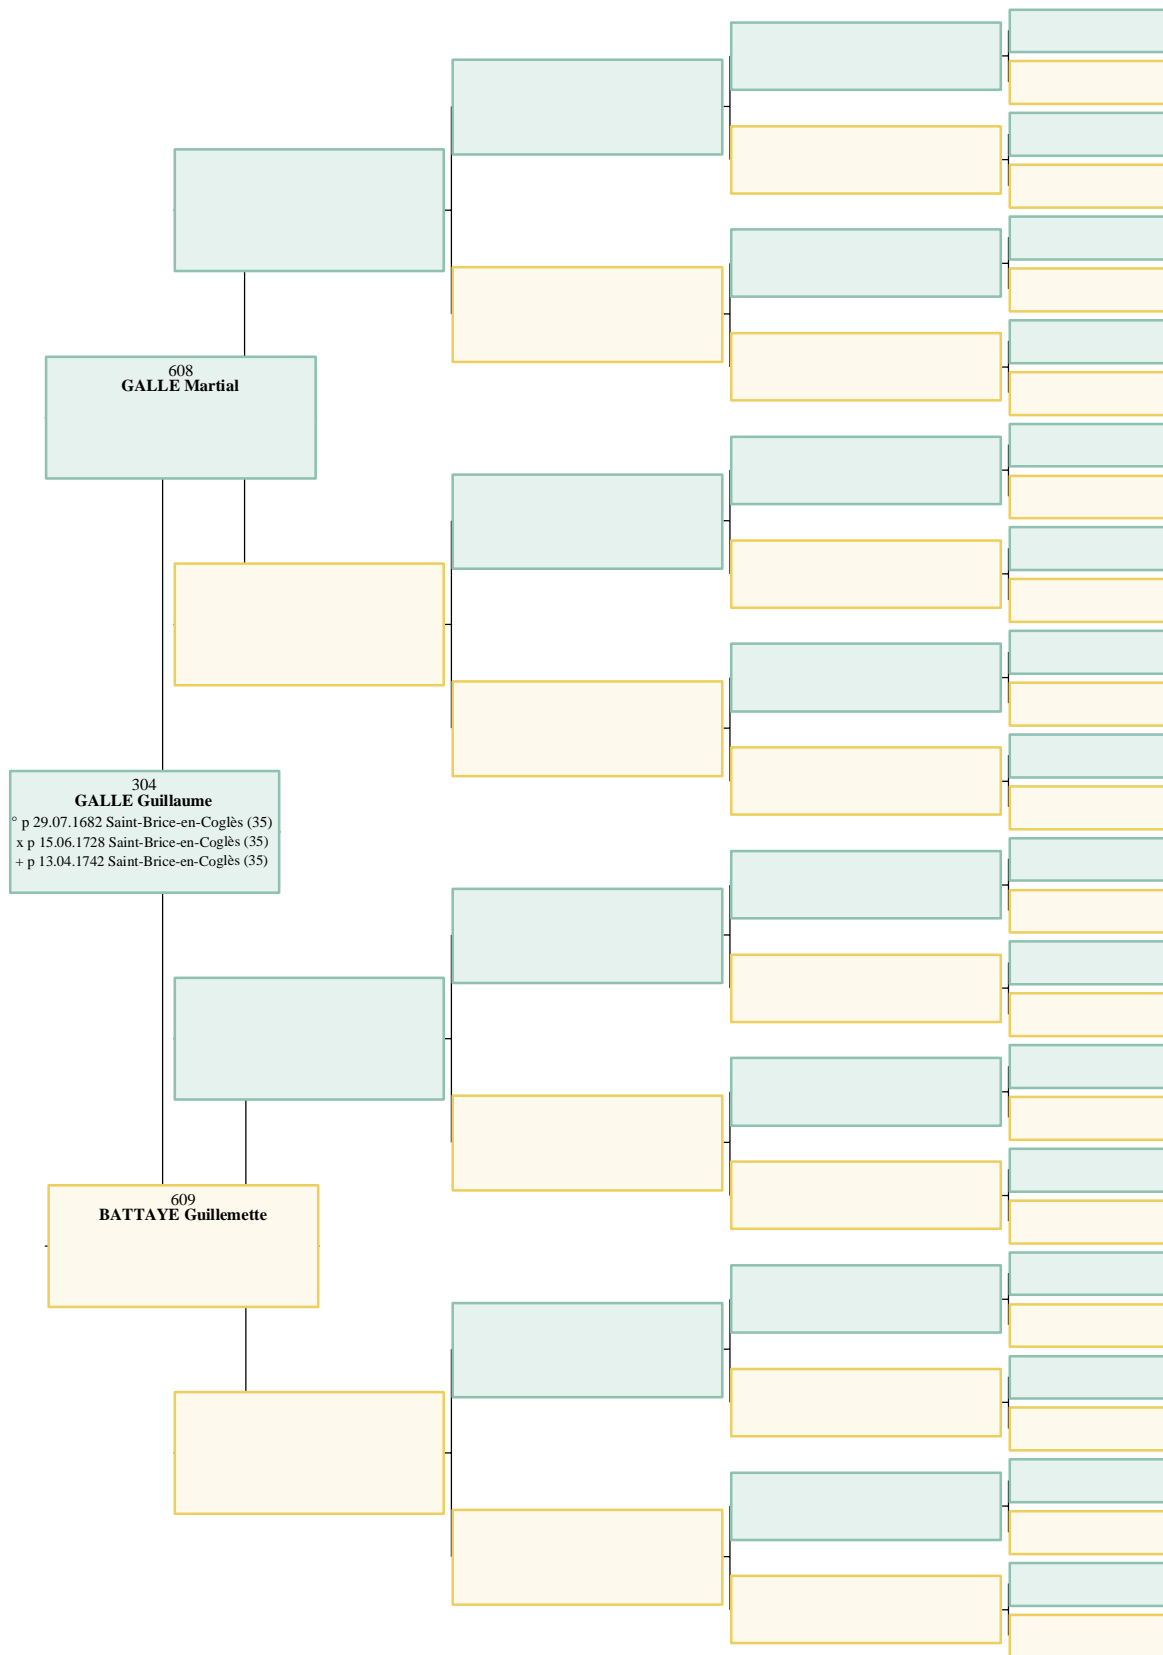 608
GALLE Martial
304
GALLE Guillaume
° p 29.07.1682 Saint-Brice-en-Coglès (35)
x p 15.06.1728 Saint-Brice-en-Coglès (35)
+ p 13.04.1742 Saint-Brice-en-Coglès (35)
609
BATTAYE Guillemette